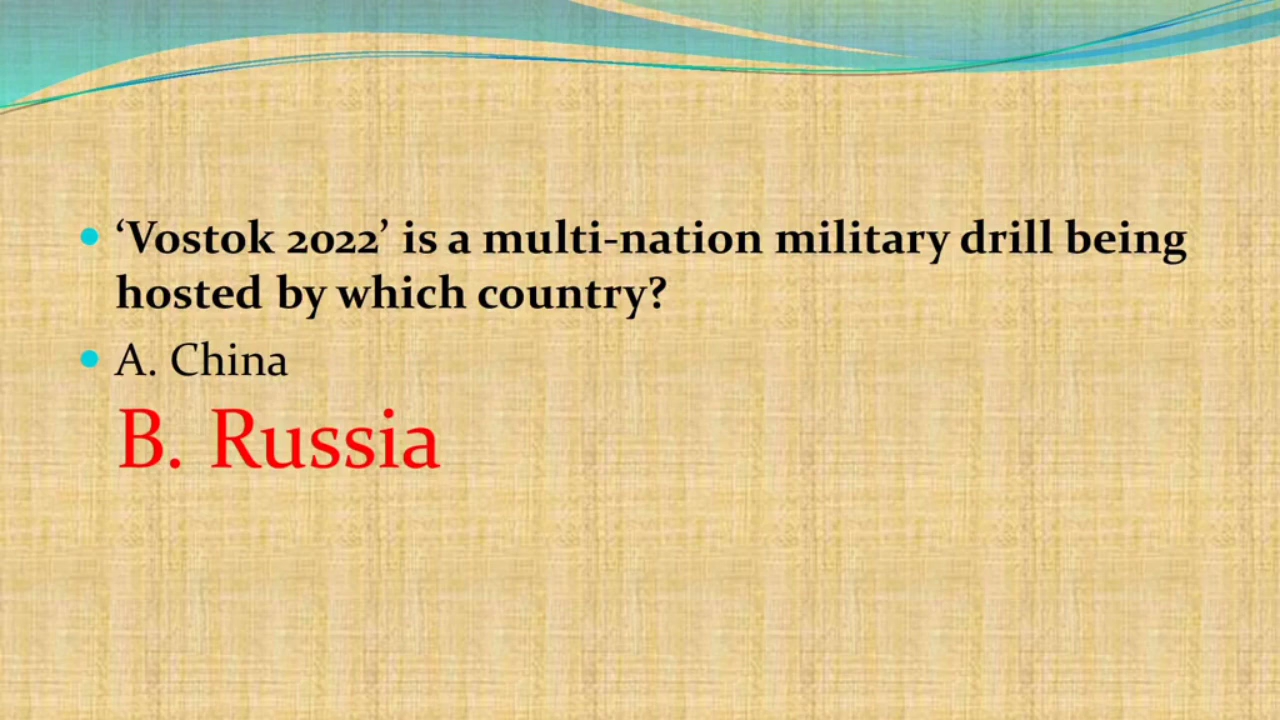 ‘Vostok 2022’ is a multi-nation military drill being
hosted by which country?
A. China
B. Russia